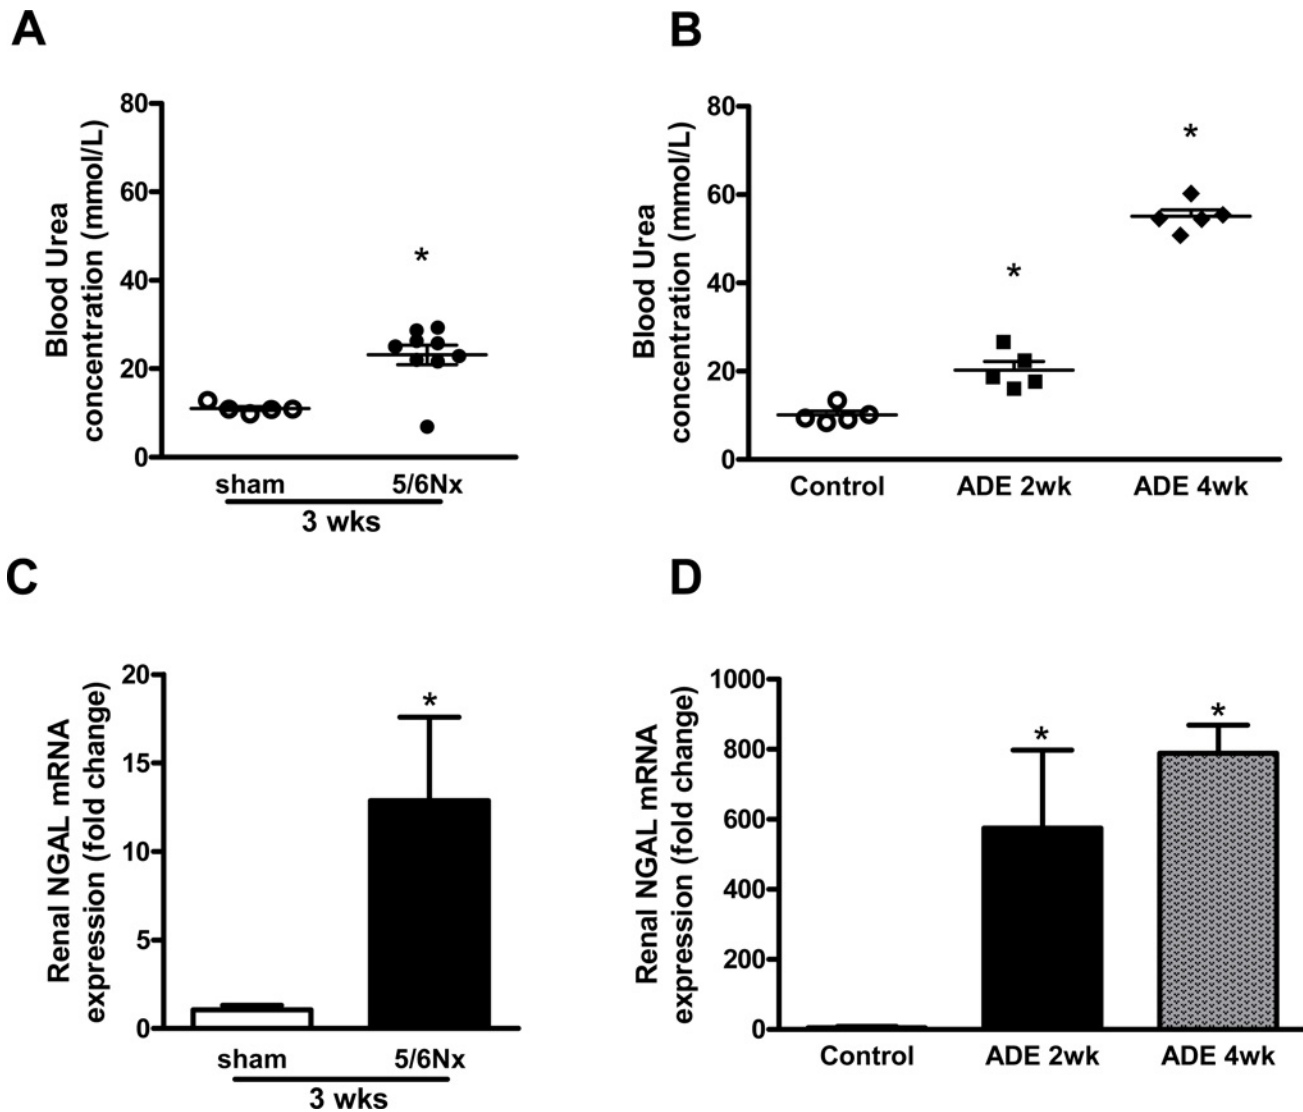 A
Blood Urea
concentration (mmol/L)
80
60
40
20
0
*
sham
5/6Nx
3 wks
B
Blood Urea
concentration (mmol/L)
80
60
40
20
0
*
*
Control
ADE 2wk
ADE 4wk
C
Renal NGAL mRNA
expression (fold change)
20
15
10
5
0
*
sham
5/6Nx
3 wks
D
Renal NGAL mRNA
expression (fold change)
1000
800
600
400
200
0
*
*
Control
ADE 2wk
ADE 4wk